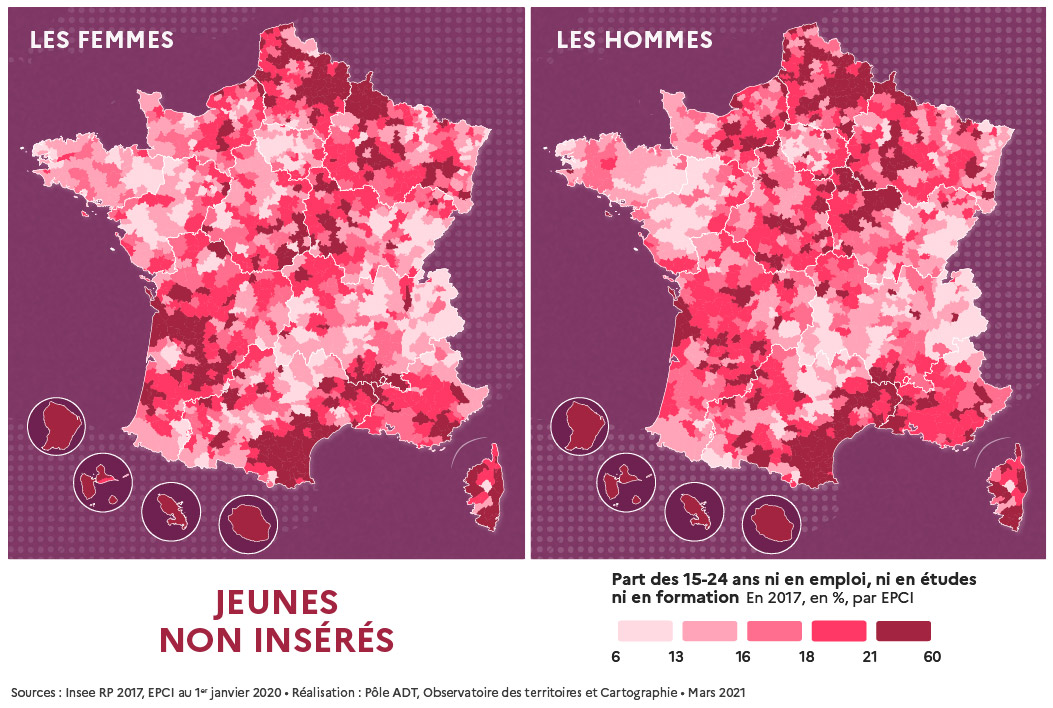 LES FEMMES
LES HOMMES
JEUNES
NON INSÉRÉS
Part des 15-24 ans ni en emploi, ni en études
ni en formation En 2017, en %, par EPCI
6 13 16 18 21 60
Sources : Insee RP 2017, EPCI au 1er janvier 2020 • Réalisation : Pôle ADT, Observatoire des territoires et Cartographie • Mars 2021